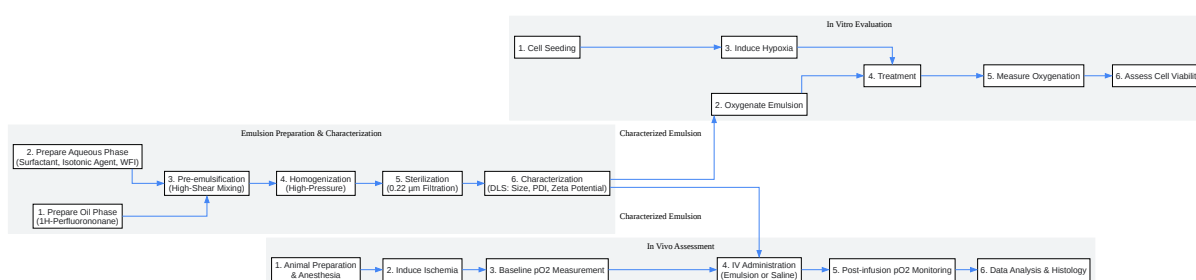 In Vitro Evaluation
1. Cell Seeding
3. Induce Hypoxia
4. Treatment
5. Measure Oxygenation
6. Assess Cell Viabilit
2. Oxygenate Emulsion
Emulsion Preparation & Characterization
Characterized Emulsion
2. Prepare Aqueous Phase
(Surfactant, Isotonic Agent, WFI)
3. Pre-emulsification
(High-Shear Mixing)
4. Homogenization
(High-Pressure)
5. Sterilization
(0.22 µm Filtration)
6. Characterization
(DLS: Size, PDI, Zeta Potential)
1. Prepare Oil Phase
(1H-Perfluorononane)
Characterized Emulsion
In Vivo Assessment
1. Animal Preparation
& Anesthesia
2. Induce Ischemia
3. Baseline pO2 Measurement
4. IV Administration
(Emulsion or Saline)
5. Post-infusion pO2 Monitoring
6. Data Analysis & Histology